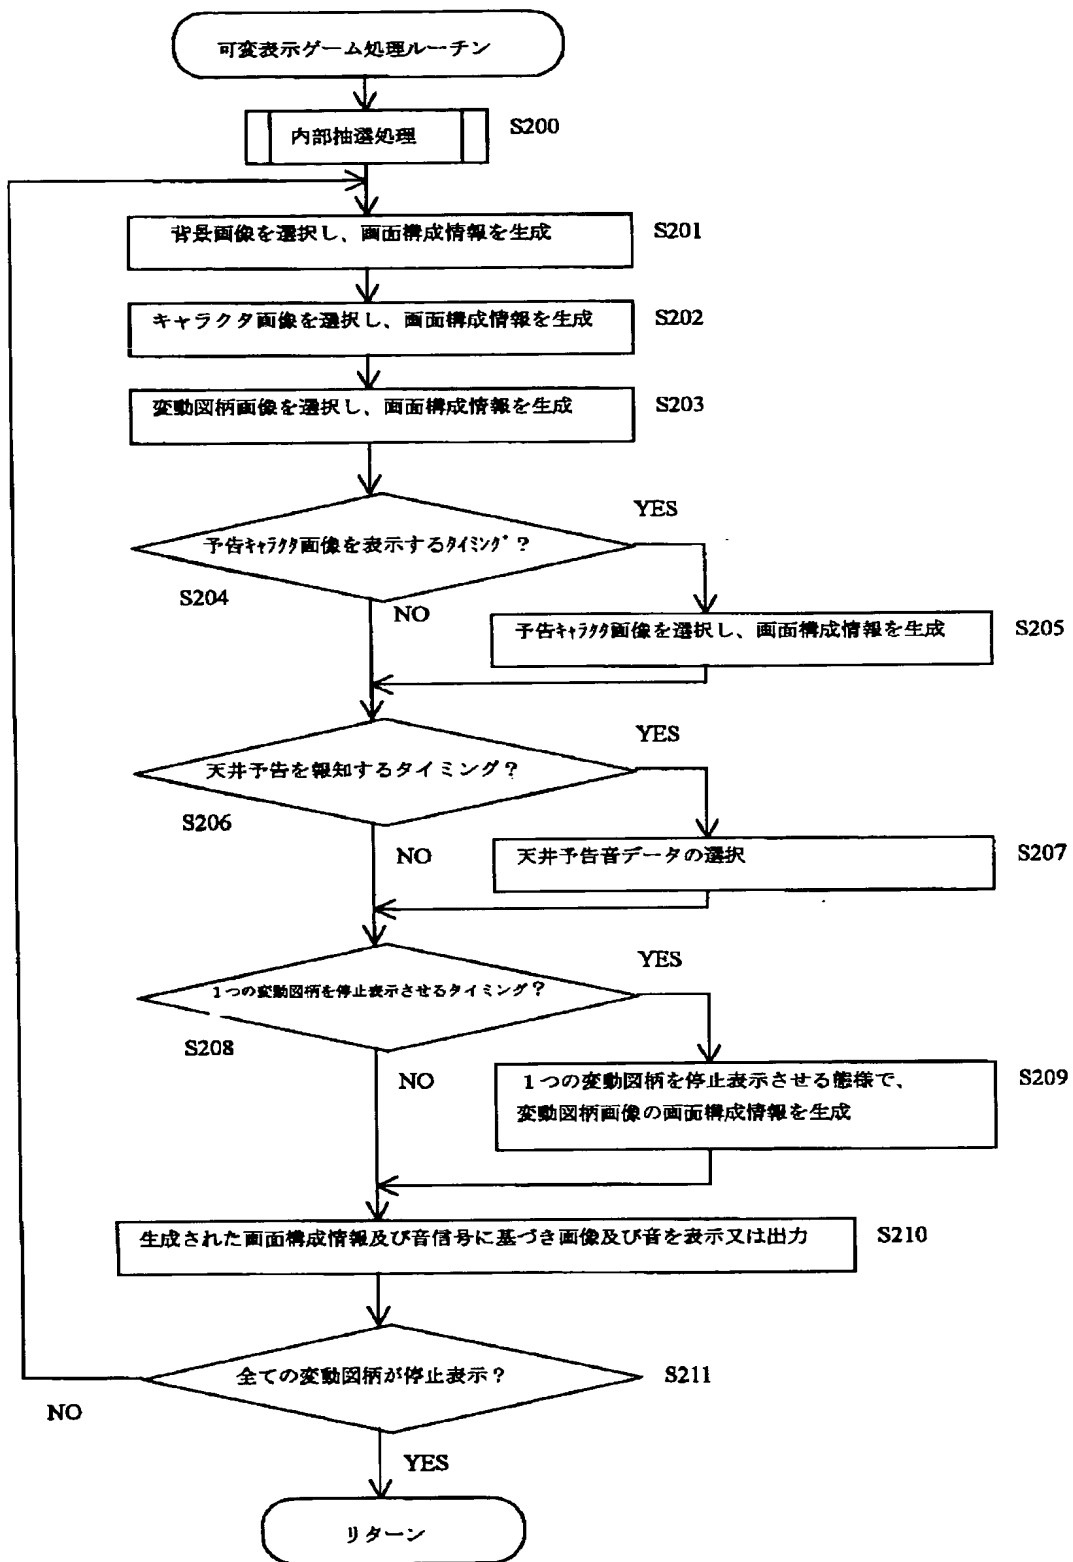 可変表示ゲーム処理ルーチン
内部抽選処理
S200
背景画像を選択し、画面構成情報を生成
S201
キャラクタ画像を選択し、画面構成情報を生成
S202
変動図柄画像を選択し、画面構成情報を生成
S203
予告ｷｬﾗｸﾀ画像を表示するﾀｲﾐﾝｸﾞ？
YES
S204
NO
予告ｷｬﾗｸﾀ画像を選択し、画面構成情報を生成
S205
天井予告を報知するタイミング？
YES
S206
NO
天井予告音データの選択
S207
1つの変動図柄を停止表示させるタイミング？
YES
S208
NO
1つの変動図柄を停止表示させる態様で、
変動図柄画像の画面構成情報を生成
S209
生成された画面構成情報及び音信号に基づき画像及び音を表示又は出力
S210
全ての変動図柄が停止表示？
S211
NO
YES
リターン